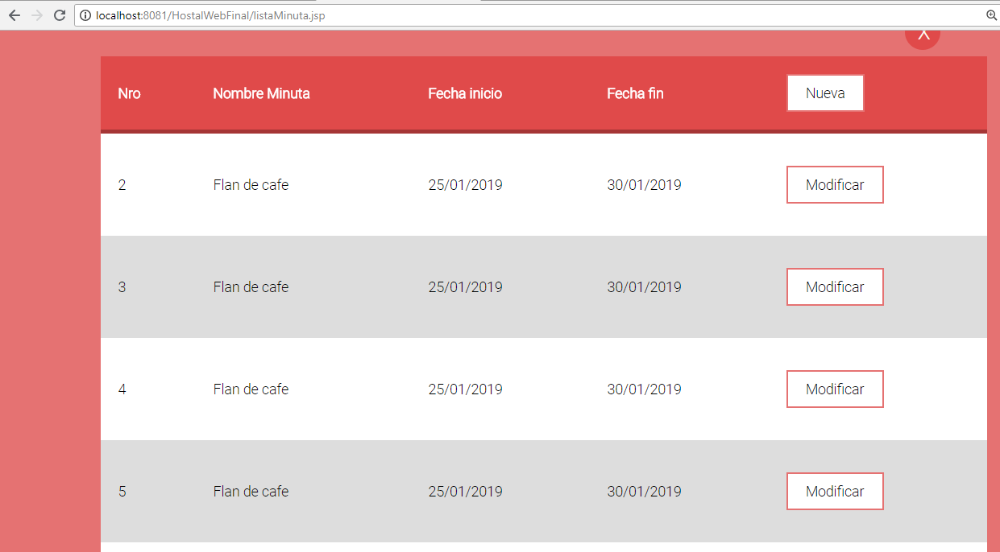 localhost:8081/HostalWebFinal/listaMinuta.jsp
X
Nro Nombre Minuta Fecha inicio Fecha fin Nueva
2 Flan de cafe 25/01/2019 30/01/2019 Modificar
3 Flan de cafe 25/01/2019 30/01/2019 Modificar
4 Flan de cafe 25/01/2019 30/01/2019 Modificar
5 Flan de cafe 25/01/2019 30/01/2019 Modificar